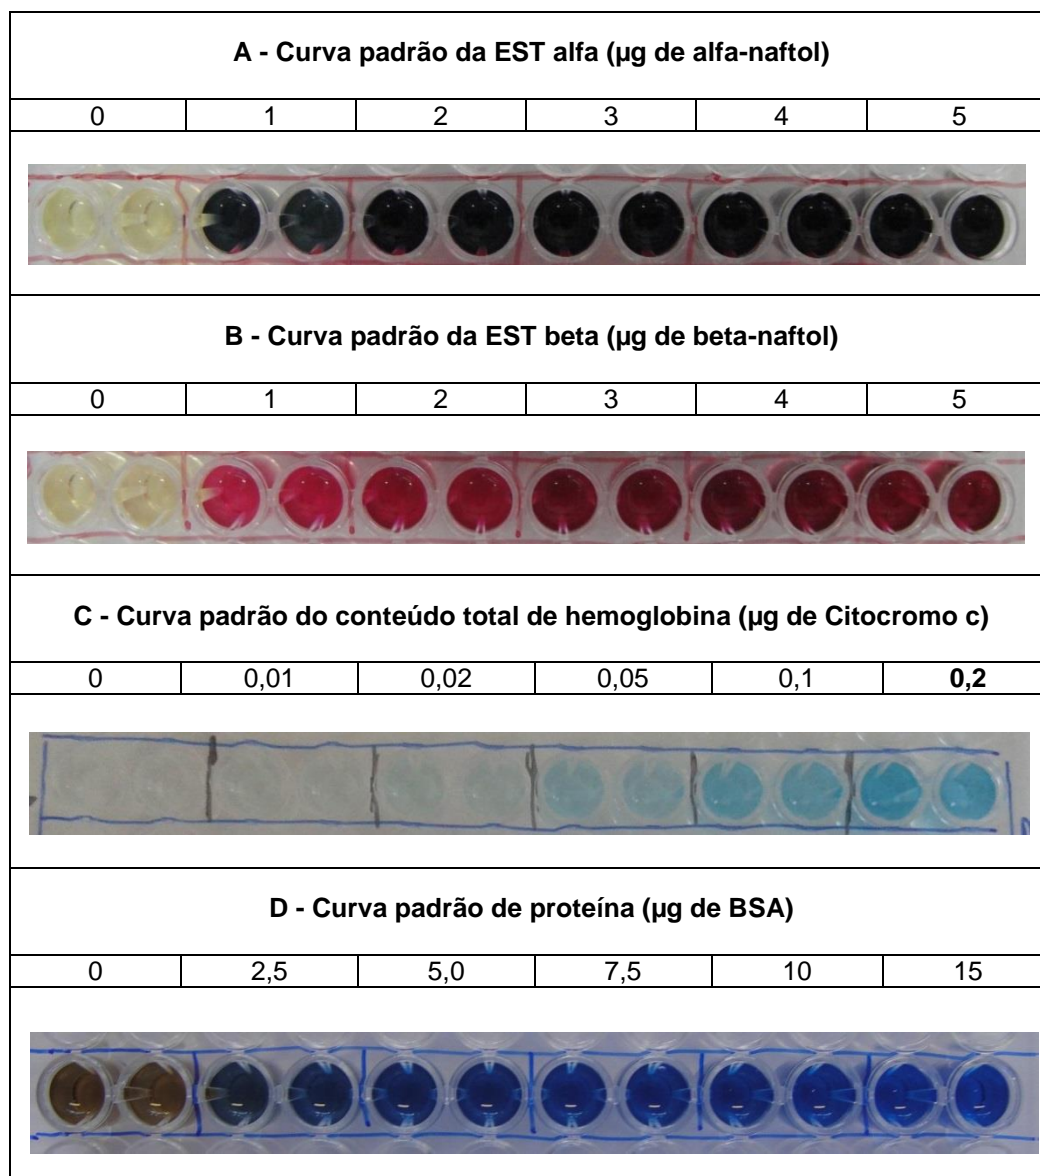 A - Curva padrão da EST alfa (µg de alfa-naftol)
0 1 2 3 4 5
B - Curva padrão da EST beta (µg de beta-naftol)
0 1 2 3 4 5
C - Curva padrão do conteúdo total de hemoglobina (µg de Citocromo c)
0 0,01 0,02 0,05 0,1 0,2
D - Curva padrão de proteína (µg de BSA)
0 2,5 5,0 7,5 10 15